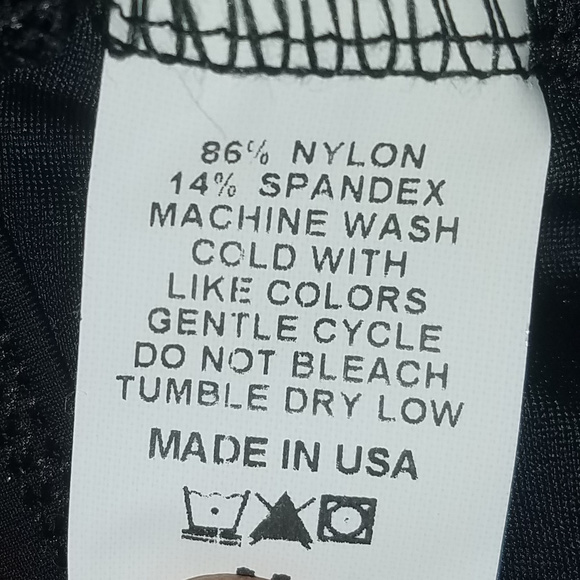 86% NYLON
14% SPANDEX
MACHINE WASH
COLD WITH
LIKE COLORS
GENTLE CYCLE
DO NOT BLEACH
TUMBLE DRY LOW
MADE IN USA